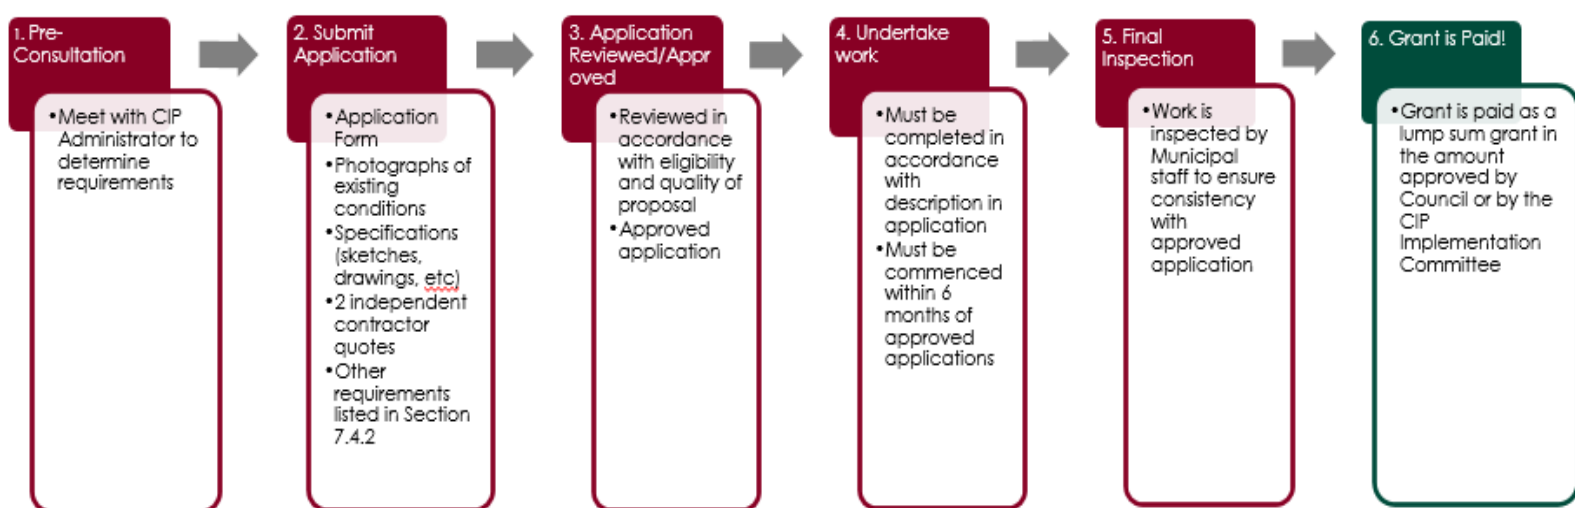 1. Pre-
Consultation
•Meet with CIP
Administrator to
determine
requirements
2. Submit
Application
•Application
Form
•Photographs of
existing
conditions
•Specifications
(sketches,
drawings, etc)
•2 independent
contractor
quotes
•Other
requirements
listed in Section
7.4.2
3. Application
Reviewed/Appr
oved
•Reviewed in
accordance
with eligibility
and quality of
proposal
•Approved
application
4. Undertake
work
•Must be
completed in
accordance
with
description in
application
•Must be
commenced
within 6
months of
approved
applications
5. Final
Inspection
•Work is
inspected by
Municipal
staff to ensure
consistency
with
approved
application
6. Grant is Paid!
•Grant is paid as a
lump sum grant in
the amount
approved by
Council or by the
CIP
Implementation
Committee